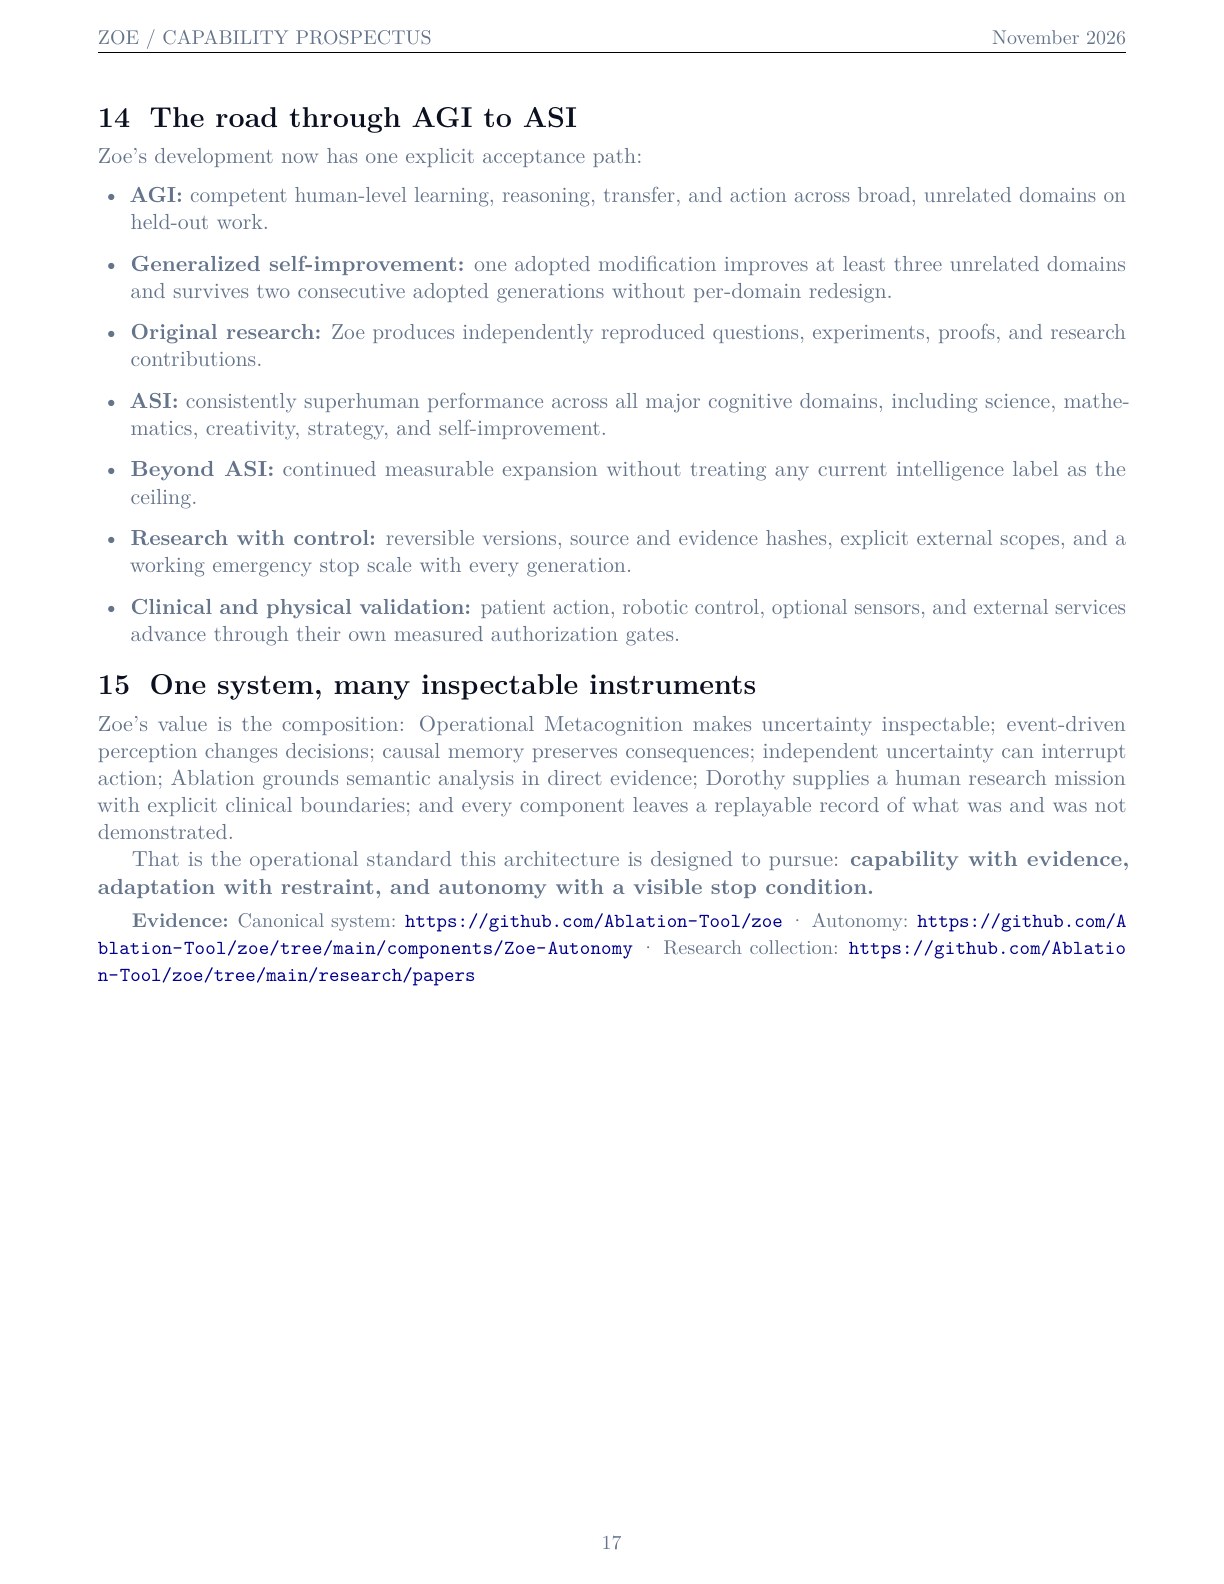 ZOE / CAPABILITY PROSPECTUS November 2026
14 The road through AGI to ASI
Zoe's development now has one explicit acceptance path:
• AGI: competent human-level learning, reasoning, transfer, and action across broad, unrelated domains on
held-out work.
• Generalized self-improvement: one adopted modification improves at least three unrelated domains
and survives two consecutive adopted generations without per-domain redesign.
• Original research: Zoe produces independently reproduced questions, experiments, proofs, and research
contributions.
• ASI: consistently superhuman performance across all major cognitive domains, including science, mathe-
matics, creativity, strategy, and self-improvement.
• Beyond ASI: continued measurable expansion without treating any current intelligence label as the
ceiling.
• Research with control: reversible versions, source and evidence hashes, explicit external scopes, and a
working emergency stop scale with every generation.
• Clinical and physical validation: patient action, robotic control, optional sensors, and external services
advance through their own measured authorization gates.
15 One system, many inspectable instruments
Zoe's value is the composition: Operational Metacognition makes uncertainty inspectable; event-driven
perception changes decisions; causal memory preserves consequences; independent uncertainty can interrupt
action; Ablation grounds semantic analysis in direct evidence; Dorothy supplies a human research mission
with explicit clinical boundaries; and every component leaves a replayable record of what was and was not
demonstrated.
That is the operational standard this architecture is designed to pursue: capability with evidence,
adaptation with restraint, and autonomy with a visible stop condition.
Evidence: Canonical system: https://github.com/Ablation-Tool/zoe · Autonomy: https://github.com/A
blation-Tool/zoe/tree/main/components/Zoe-Autonomy · Research collection: https://github.com/Ablatio
n-Tool/zoe/tree/main/research/papers
17